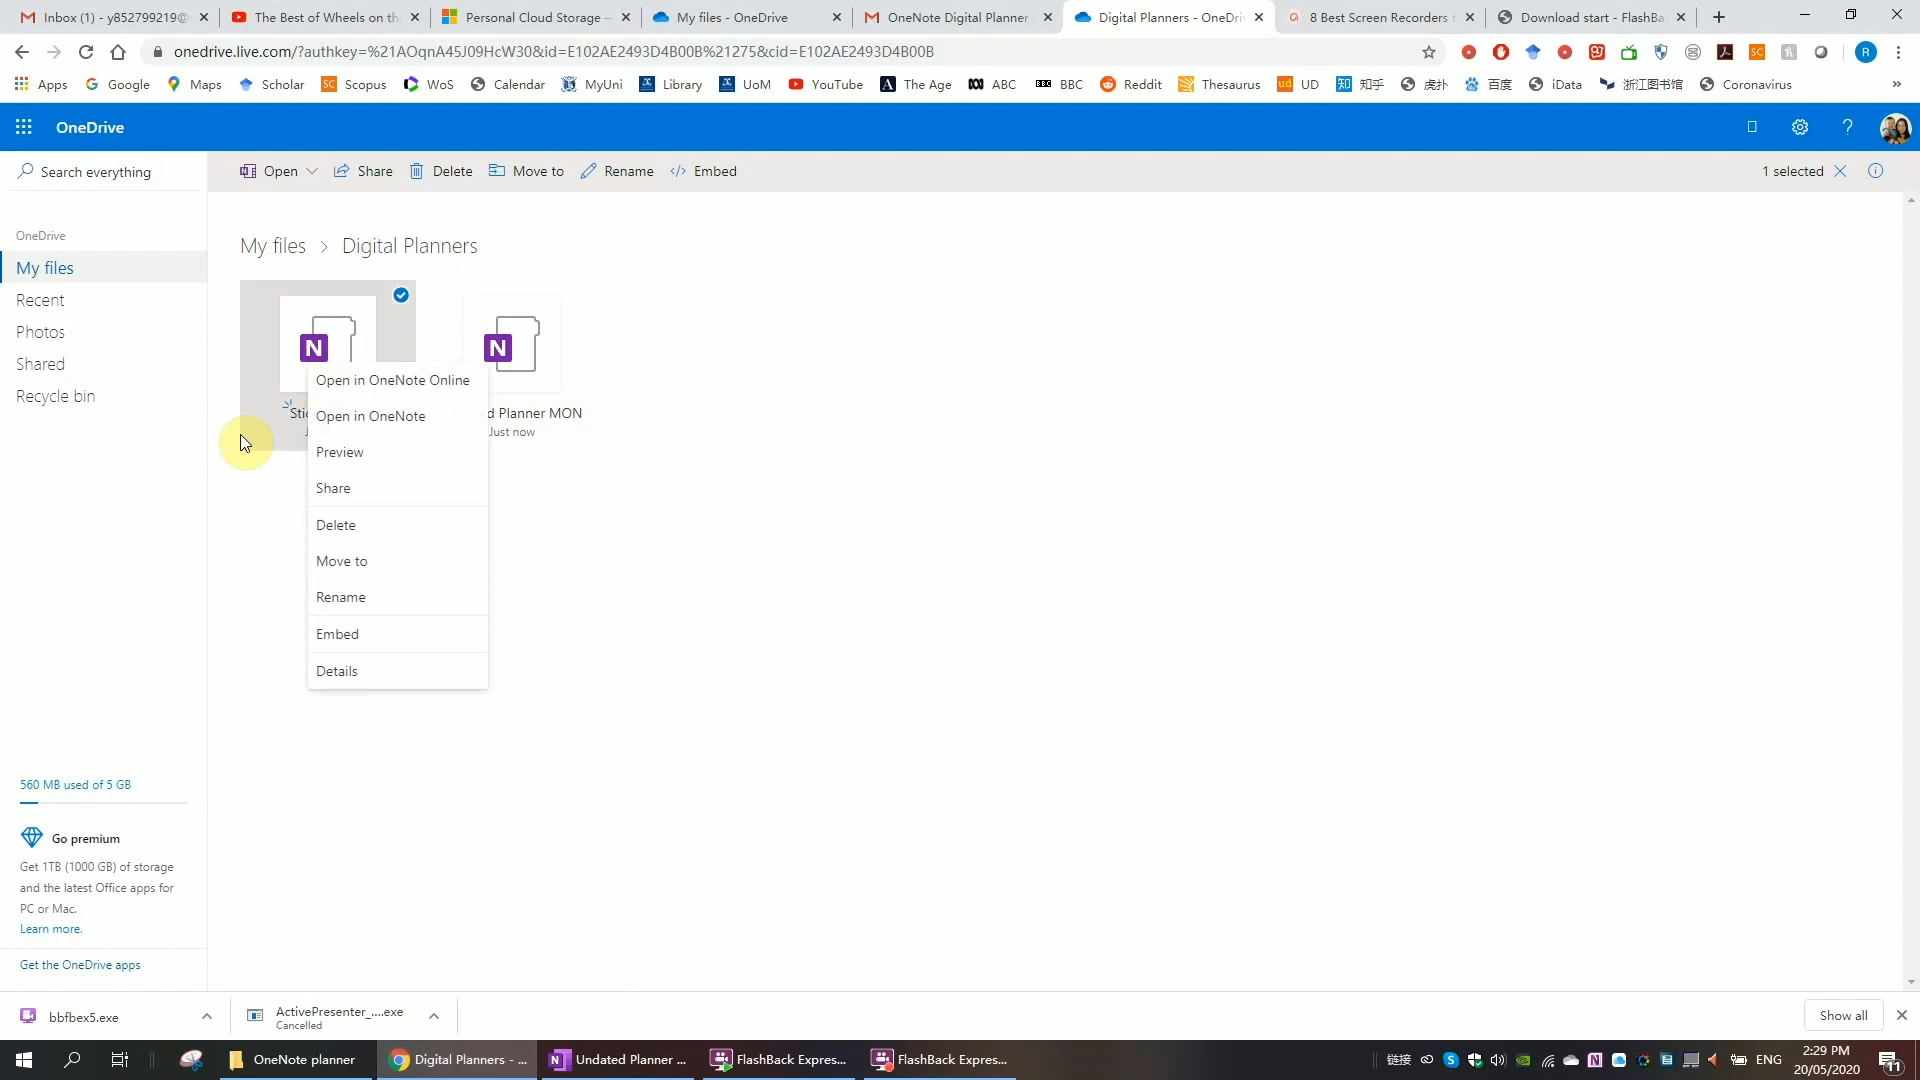 Inbox (1) - y852799219@
The Best of Wheels on th
Personal Cloud Storage –
My files - OneDrive
OneNote Digital Planner
Digital Planners - OneDri
8 Best Screen Recorders
Download start - FlashBa
onedrive.live.com/?authkey=%21AOqnA45J09HcW30&id=E102AE2493D4B00B%21275&cid=E102AE2493D4B00B
R
Apps
Google
Maps
Scholar
SC
Scopus
WoS
Calendar
MyUni
Library
UoM
YouTube
The Age
ABC
BBC
Reddit
Thesaurus
ud
UD
知
知乎
虎扑
百度
iData
浙江图书馆
Coronavirus
»
OneDrive
?
Search everything
Open
Share
Delete
Move to
Rename
Embed
1 selected
OneDrive
My files
Recent
Photos
Shared
Recycle bin
My files > Digital Planners
N
N
Stic
d Planner MON
Just now
Open in OneNote Online
Open in OneNote
Preview
Share
Delete
Move to
Rename
Embed
Details
560 MB used of 5 GB
Go premium
Get 1TB (1000 GB) of storage
and the latest Office apps for
PC or Mac.
Learn more.
Get the OneDrive apps
bbfbex5.exe
ActivePresenter_....exe
Cancelled
Show all
OneNote planner
Digital Planners - ...
Undated Planner ...
FlashBack Expres...
FlashBack Expres...
链接
ENG
2:29 PM
20/05/2020
11